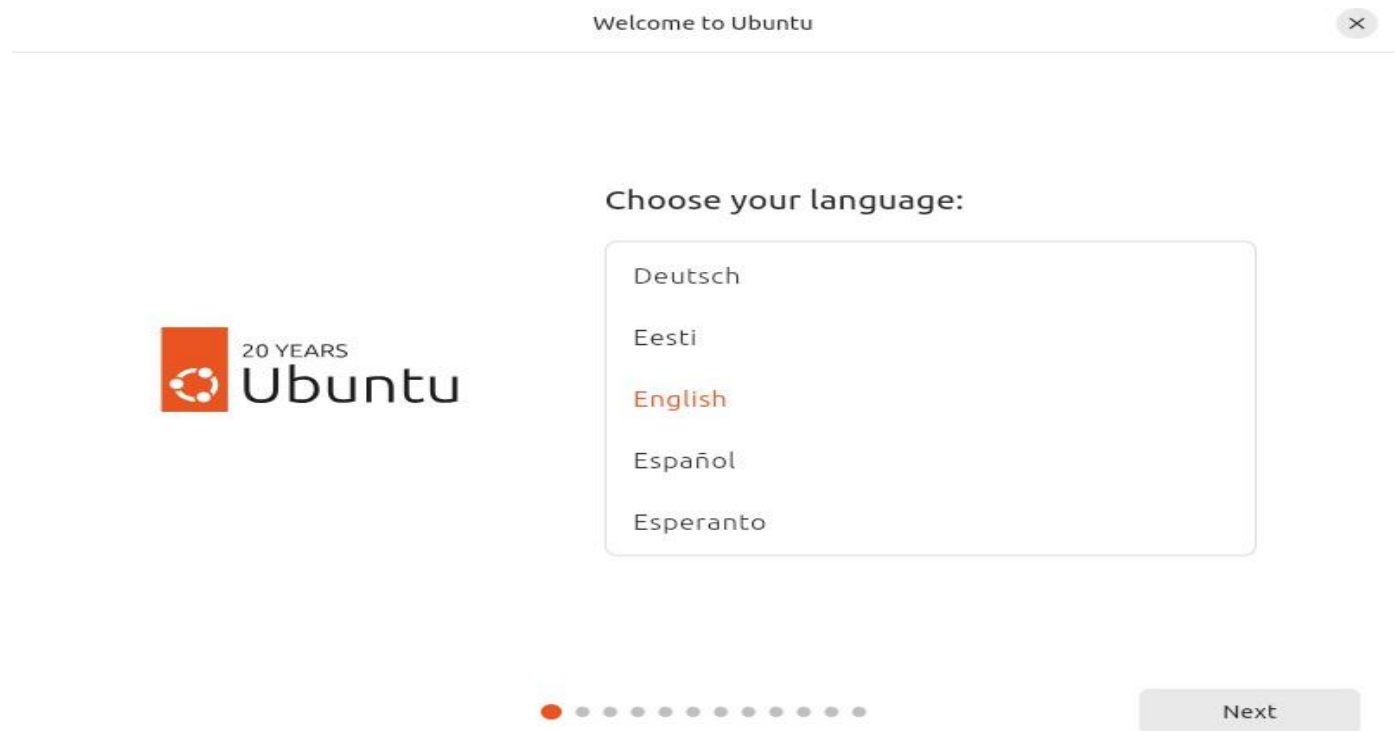 Welcome to Ubuntu
Choose your language:
Deutsch
Eesti
20 YEARS
Ubuntu
English
Español
Esperanto
Next